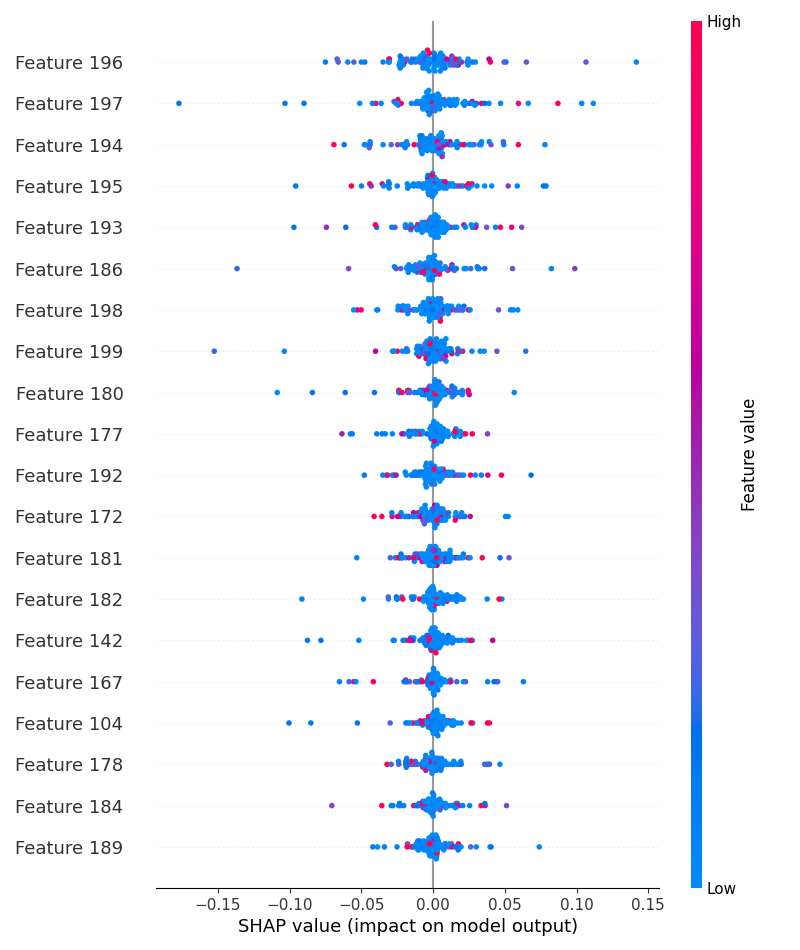 High
Feature 196
Feature 197
Feature 194
Feature 195
Feature 193
Feature 186
Feature 198
Feature 199
Feature 180
Feature 177
Feature 192
Feature 172
Feature 181
Feature 182
Feature 142
Feature 167
Feature 104
Feature 178
Feature 184
Feature 189
Feature value
Low
−0.15 −0.10 −0.05 0.00 0.05 0.10 0.15
SHAP value (impact on model output)